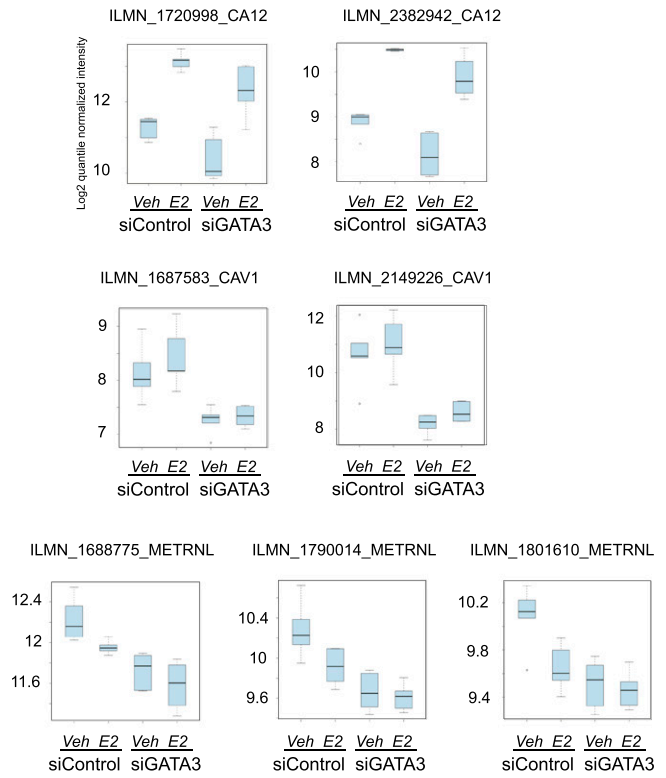 ILMN_1720998_CA12 ILMN_2382942_CA12
Log2 quantile normalized intensity
12
10
10
9
8
Veh E2 Veh E2 Veh E2 Veh E2
siControl siGATA3 siControl siGATA3
ILMN_1687583_CAV1 ILMN_2149226_CAV1
9
8
7
12
10
8
Veh E2 Veh E2 Veh E2 Veh E2
siControl siGATA3 siControl siGATA3
ILMN_1688775_METRNL ILMN_1790014_METRNL ILMN_1801610_METRNL
12.4
12
11.6
10.4
10
9.6
10.2
9.8
9.4
Veh E2 Veh E2 Veh E2 Veh E2 Veh E2 Veh E2
siControl siGATA3 siControl siGATA3 siControl siGATA3